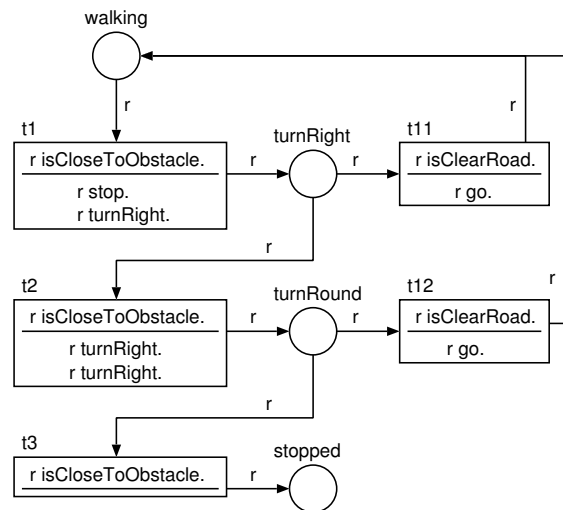 walking
r
r
t1
r isCloseToObstacle.
r stop.
r turnRight.
r
turnRight
r
t11
r isClearRoad.
r go.
r
t2
r isCloseToObstacle.
r turnRight.
r turnRight.
r
turnRound
r
t12
r isClearRoad.
r go.
r
r
t3
r isCloseToObstacle.
r
stopped